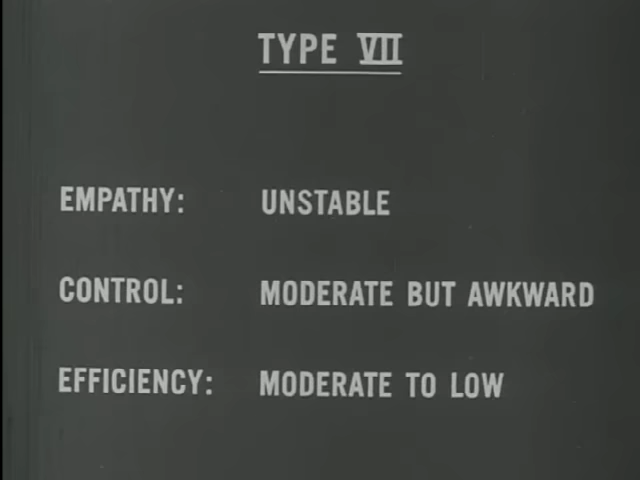 TYPE VII
EMPATHY: UNSTABLE
CONTROL: MODERATE BUT AWKWARD
EFFICIENCY: MODERATE TO LOW